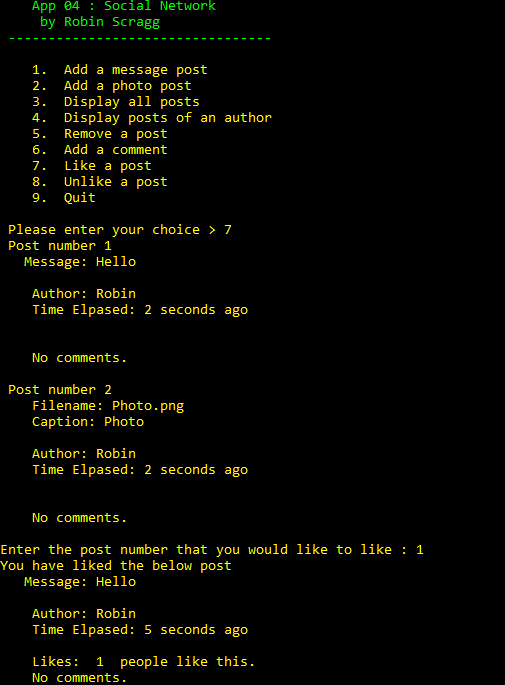 App 04 : Social Network
by Robin Scragg
---------------------------------
1. Add a message post
2. Add a photo post
3. Display all posts
4. Display posts of an author
5. Remove a post
6. Add a comment
7. Like a post
8. Unlike a post
9. Quit
Please enter your choice > 7
Post number 1
Message: Hello
Author: Robin
Time Elpased: 2 seconds ago
No comments.
Post number 2
Filename: Photo.png
Caption: Photo
Author: Robin
Time Elpased: 2 seconds ago
No comments.
Enter the post number that you would like to like : 1
You have liked the below post
Message: Hello
Author: Robin
Time Elpased: 5 seconds ago
Likes:  1  people like this.
No comments.